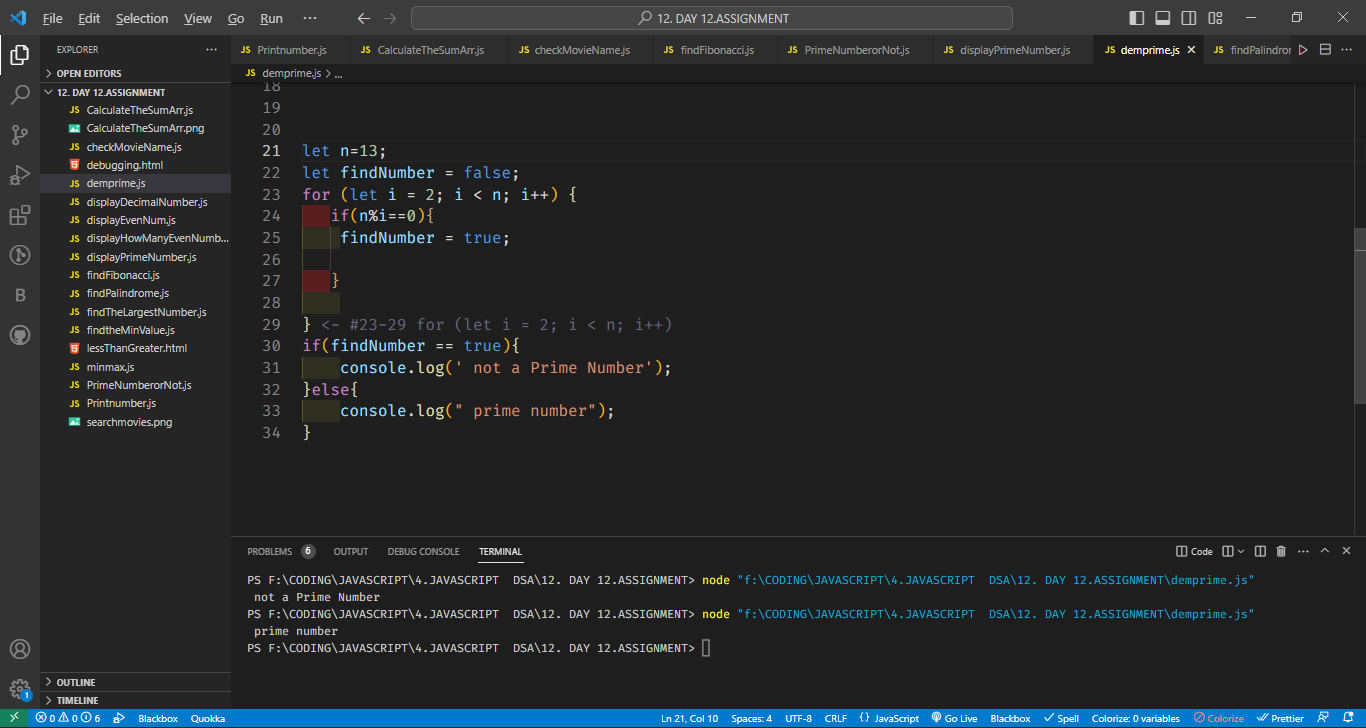 File Edit Selection View Go Run ··· 12. DAY 12.ASSIGNMENT
EXPLORER ···
OPEN EDITORS
12. DAY 12.ASSIGNMENT
JS CalculateTheSumArr.js
CalculateTheSumArr.png
JS checkMovieName.js
debugging.html
JS demprime.js
JS displayDecimalNumber.js
JS displayEvenNum.js
JS displayHowManyEvenNumb...
JS displayPrimeNumber.js
JS findFibonacci.js
JS findPalindrome.js
JS findTheLargestNumber.js
JS findtheMinValue.js
lessThanGreater.html
JS minmax.js
JS PrimeNumberorNot.js
JS Printnumber.js
searchmovies.png
OUTLINE
TIMELINE
JS Printnumber.js JS CalculateTheSumArr.js JS checkMovieName.js JS findFibonacci.js JS PrimeNumberorNot.js JS displayPrimeNumber.js JS demprime.js JS findPalindror ···
JS demprime.js > ...
18
19
20
21 let n=13;
22 let findNumber = false;
23 for (let i = 2; i < n; i++) {
24 if(n%i==0){
25 findNumber = true;
26
27 }
28
29 } <- #23-29 for (let i = 2; i < n; i++)
30 if(findNumber == true){
31 console.log(' not a Prime Number');
32 }else{
33 console.log(" prime number");
34 }
PROBLEMS 6 OUTPUT DEBUG CONSOLE TERMINAL Code ···
PS F:\CODING\JAVASCRIPT\4.JAVASCRIPT  DSA\12. DAY 12.ASSIGNMENT> node "f:\CODING\JAVASCRIPT\4.JAVASCRIPT  DSA\12. DAY 12.ASSIGNMENT\demprime.js"
 not a Prime Number
PS F:\CODING\JAVASCRIPT\4.JAVASCRIPT  DSA\12. DAY 12.ASSIGNMENT> node "f:\CODING\JAVASCRIPT\4.JAVASCRIPT  DSA\12. DAY 12.ASSIGNMENT\demprime.js"
 prime number
PS F:\CODING\JAVASCRIPT\4.JAVASCRIPT  DSA\12. DAY 12.ASSIGNMENT>
B
1
0 0 6 Blackbox Quokka Ln 21, Col 10 Spaces: 4 UTF-8 CRLF {} JavaScript Go Live Blackbox Spell Colorize: 0 variables Colorize Prettier